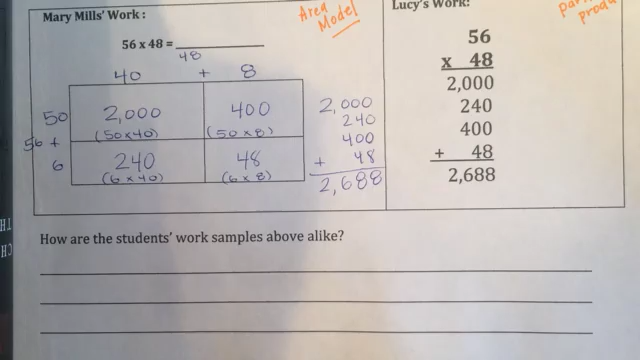 Mary Mills' Work :
Area
Model
56 x 48 = ____________
48
40 + 8
50
2,000
(50x40)
400
(50x8)
56 +
6
240
(6x40)
48
(6x8)
2,000
240
400
+ 48
2,688
Lucy's Work:
56
x 48
2,000
240
400
+ 48
2,688
How are the students' work samples above alike?